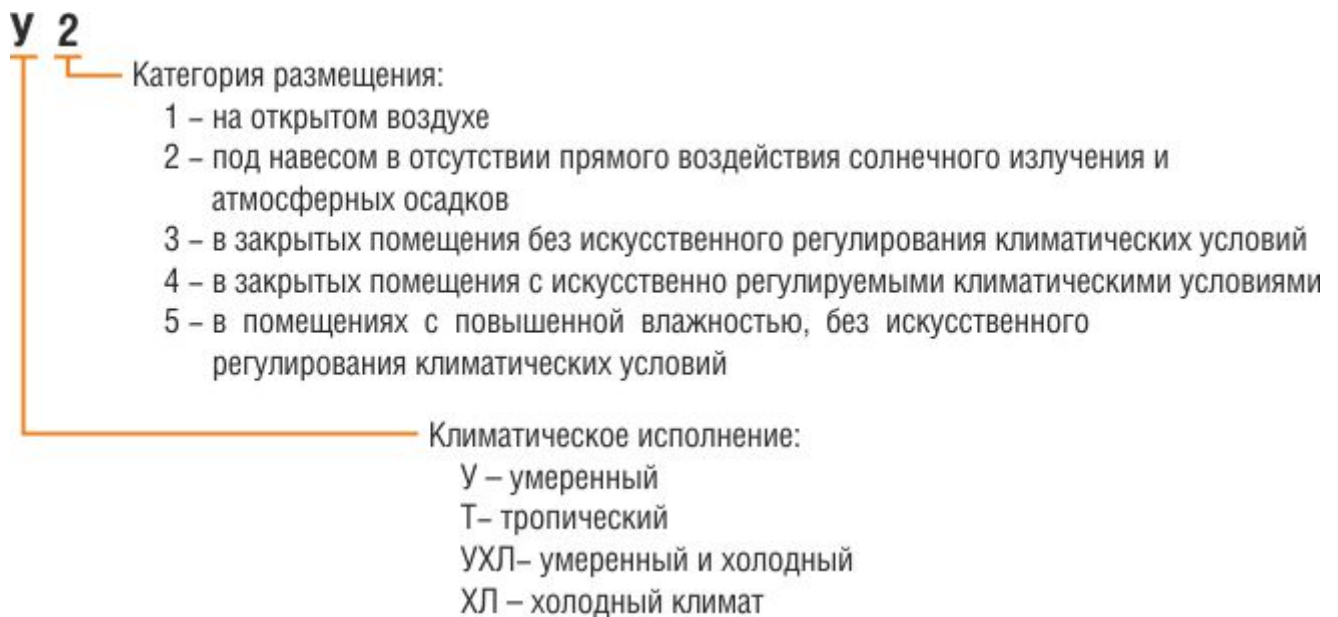 У 2
Категория размещения:
1 – на открытом воздухе
2 – под навесом в отсутствии прямого воздействия солнечного излучения и
атмосферных осадков
3 – в закрытых помещения без искусственного регулирования климатических условий
4 – в закрытых помещения с искусственно регулируемыми климатическими условиями
5 – в помещениях с повышенной влажностью, без искусственного
регулирования климатических условий
Климатическое исполнение:
У – умеренный
Т– тропический
УХЛ– умеренный и холодный
ХЛ – холодный климат